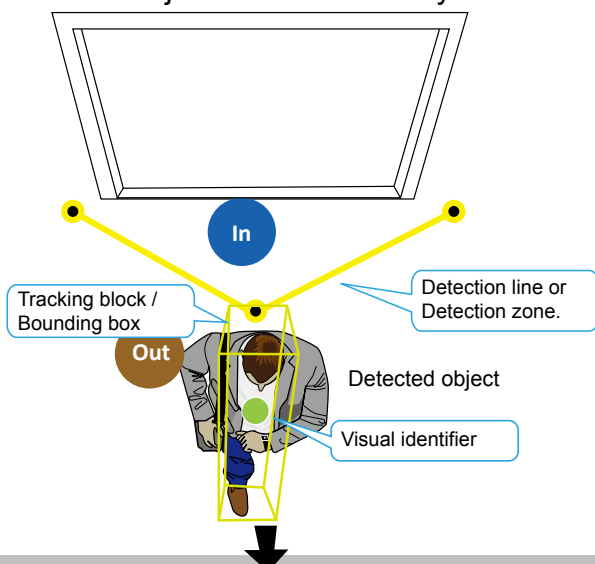 In
Tracking block /
Bounding box
Detection line or
Detection zone.
Out
Detected object
Visual identifier